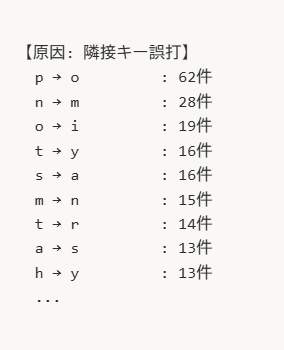 【原因: 隣接キー誤打】
p → o : 62件
n → m : 28件
o → i : 19件
t → y : 16件
s → a : 16件
m → n : 15件
t → r : 14件
a → s : 13件
h → y : 13件
...